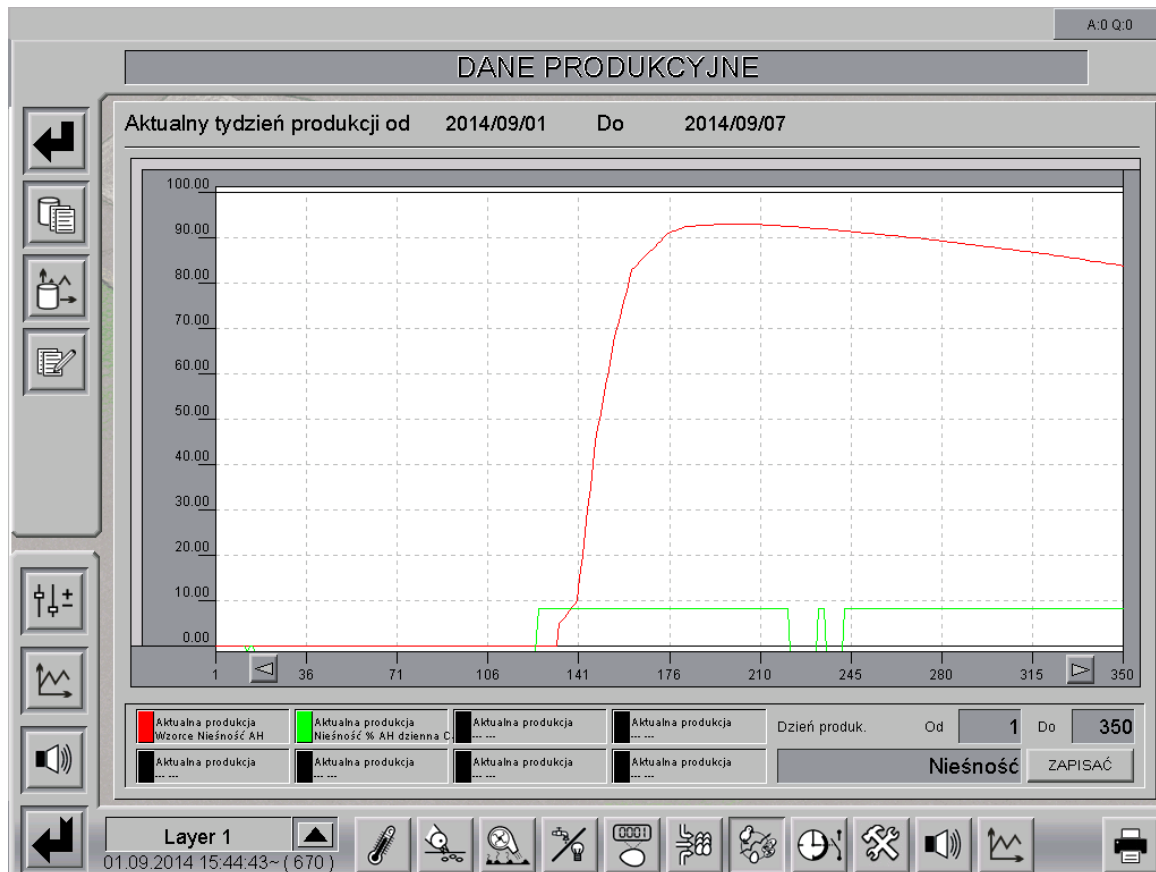 A:0 Q:0
DANE PRODUKCYJNE
Aktualny tydzień produkcji od 2014/09/01 Do 2014/09/07
100.00
90.00
80.00
70.00
60.00
50.00
40.00
30.00
20.00
10.00
0.00
1 36 71 106 141 176 210 245 280 315 350
Aktualna produkcja Aktualna produkcja Aktualna produkcja Aktualna produkcja
Wzorce Nieśność AH Nieśność % AH dzienna C. --- --- --- ---
Dzień produk. Od 1 Do 350
Aktualna produkcja Aktualna produkcja Aktualna produkcja Aktualna produkcja
--- --- --- --- --- --- --- ---
Nieśność ZAPISAĆ
Layer 1
01.09.2014 15:44:43~ ( 670 )
0001